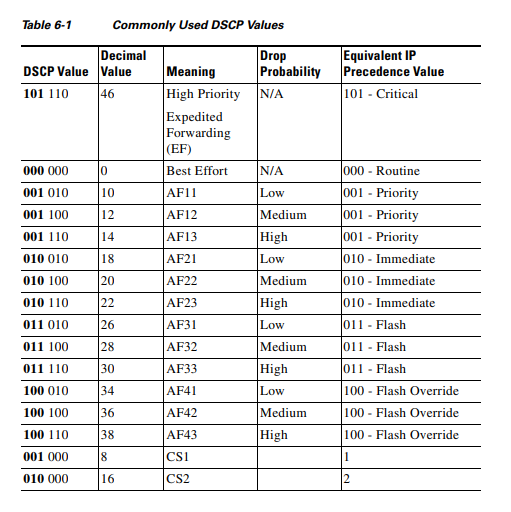 Table 6-1 Commonly Used DSCP Values
DSCP Value Decimal Value Meaning Drop Probability Equivalent IP Precedence Value
101 110 46 High Priority N/A 101 - Critical
Expedited
Forwarding
(EF)
000 000 0 Best Effort N/A 000 - Routine
001 010 10 AF11 Low 001 - Priority
001 100 12 AF12 Medium 001 - Priority
001 110 14 AF13 High 001 - Priority
010 010 18 AF21 Low 010 - Immediate
010 100 20 AF22 Medium 010 - Immediate
010 110 22 AF23 High 010 - Immediate
011 010 26 AF31 Low 011 - Flash
011 100 28 AF32 Medium 011 - Flash
011 110 30 AF33 High 011 - Flash
100 010 34 AF41 Low 100 - Flash Override
100 100 36 AF42 Medium 100 - Flash Override
100 110 38 AF43 High 100 - Flash Override
001 000 8 CS1 1
010 000 16 CS2 2